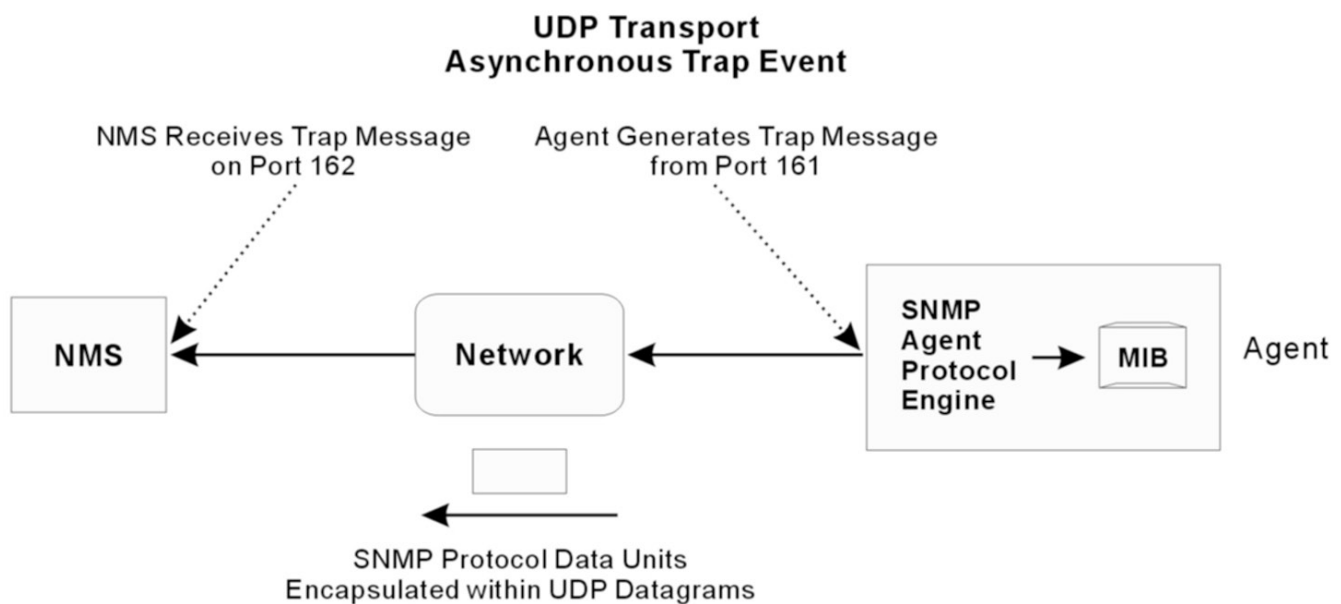 UDP Transport
Asynchronous Trap Event
NMS Receives Trap Message
on Port 162
Agent Generates Trap Message
from Port 161
NMS
Network
SNMP
Agent
Protocol
Engine
MIB
Agent
SNMP Protocol Data Units
Encapsulated within UDP Datagrams